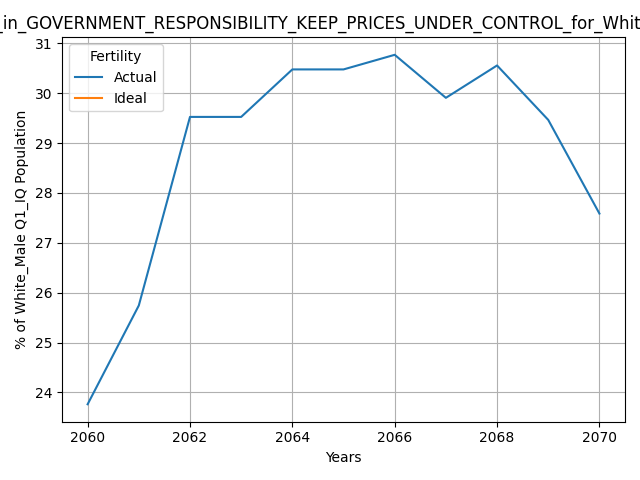 _in_GOVERNMENT_RESPONSIBILITY_KEEP_PRICES_UNDER_CONTROL_for_Whit
Fertility
Actual
Ideal
31
30
29
28
27
26
25
24
% of White_Male Q1_IQ Population
2060 2062 2064 2066 2068 2070
Years